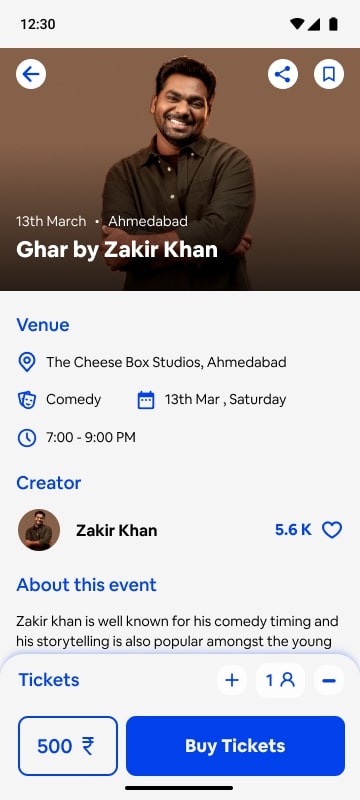 12:30
13th March • Ahmedabad
Ghar by Zakir Khan
Venue
The Cheese Box Studios, Ahmedabad
Comedy 13th Mar , Saturday
7:00 - 9:00 PM
Creator
Zakir Khan 5.6 K
About this event
Zakir khan is well known for his comedy timing and
his storytelling is also popular amongst the young
Tickets + 1 -
500 ₹ Buy Tickets